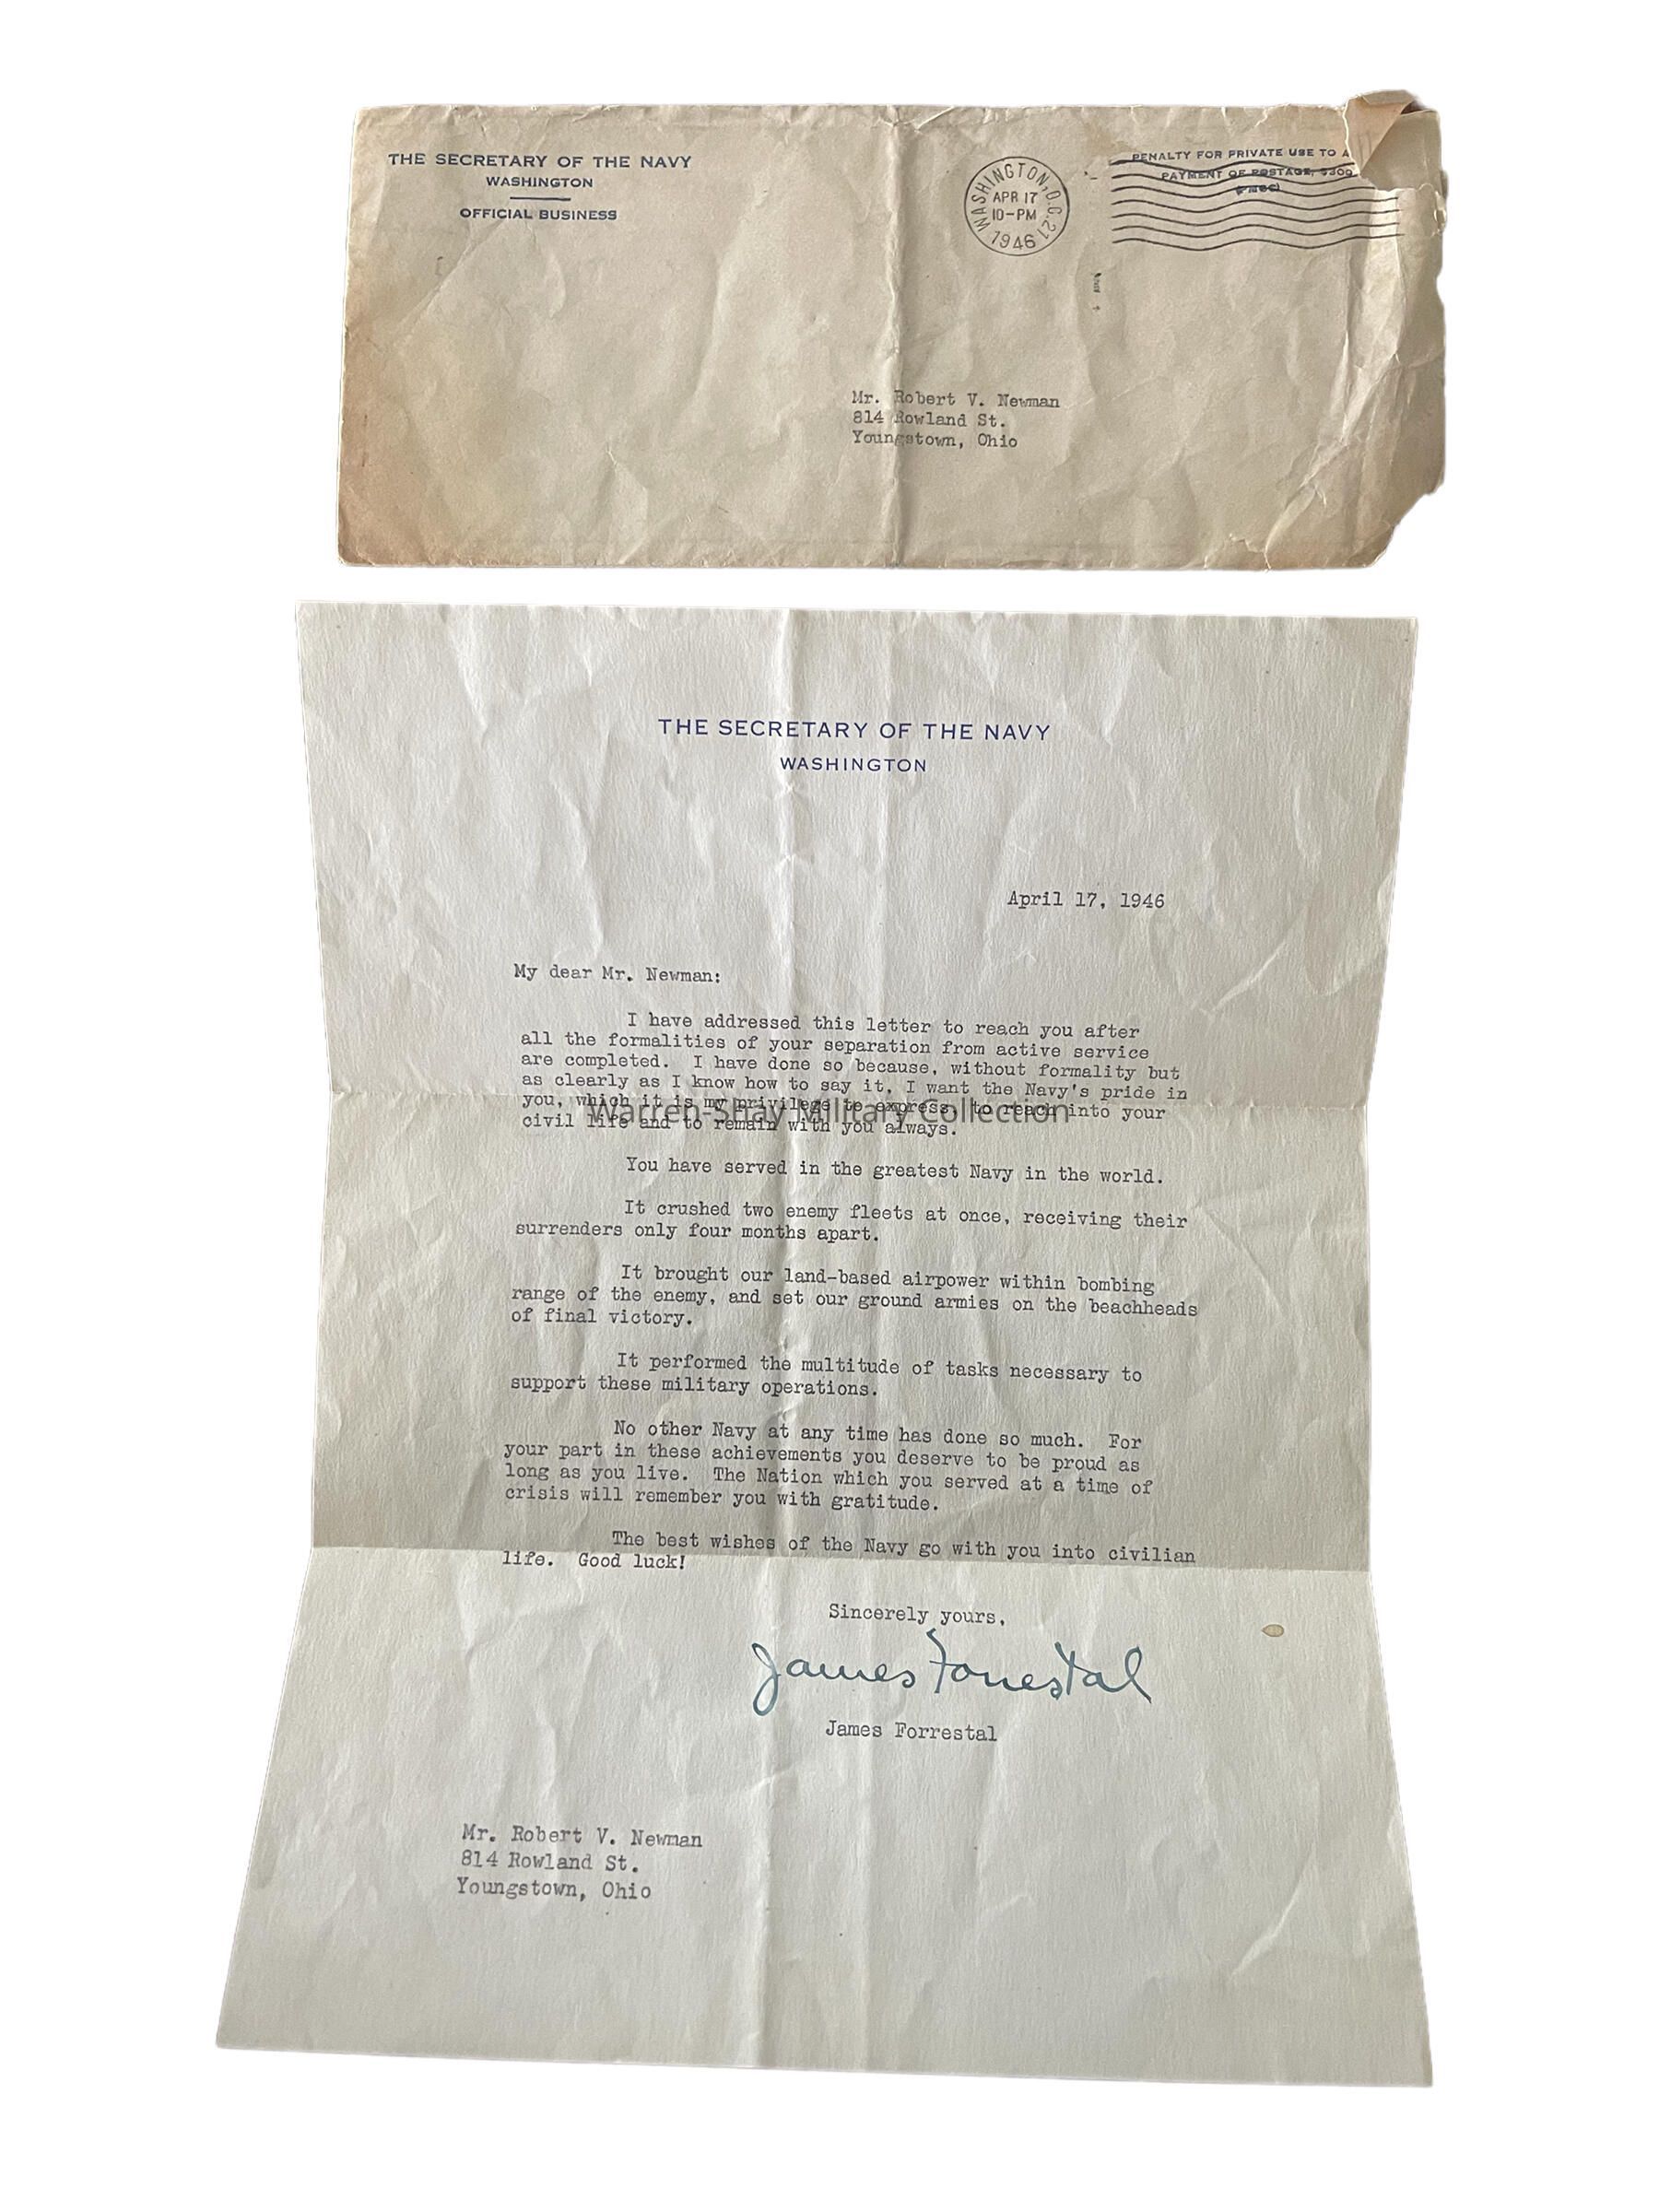 THE SECRETARY OF THE NAVY
WASHINGTON
OFFICIAL BUSINESS
WASHINGTON, D.C. 21
APR 17
10-PM
1946
PENALTY FOR PRIVATE USE TO A
PAYMENT OF POSTAGE, $300
Mr. Robert V. Newman
814 Rowland St.
Youngstown, Ohio
THE SECRETARY OF THE NAVY
WASHINGTON
April 17, 1946
My dear Mr. Newman:
I have addressed this letter to reach you after
all the formalities of your separation from active service
are completed. I have done so because, without formality but
as clearly as I know how to say it, I want the Navy's pride in
you, which it is my privilege to express, to reach into your
civil life and to remain with you always.
Warren-Shay Military Collection
You have served in the greatest Navy in the world.
It crushed two enemy fleets at once, receiving their
surrenders only four months apart.
It brought our land-based airpower within bombing
range of the enemy, and set our ground armies on the beachheads
of final victory.
It performed the multitude of tasks necessary to
support these military operations.
No other Navy at any time has done so much. For
your part in these achievements you deserve to be proud as
long as you live. The Nation which you served at a time of
crisis will remember you with gratitude.
The best wishes of the Navy go with you into civilian
life. Good luck!
Sincerely yours,
James Forrestal
James Forrestal
Mr. Robert V. Newman
814 Rowland St.
Youngstown, Ohio